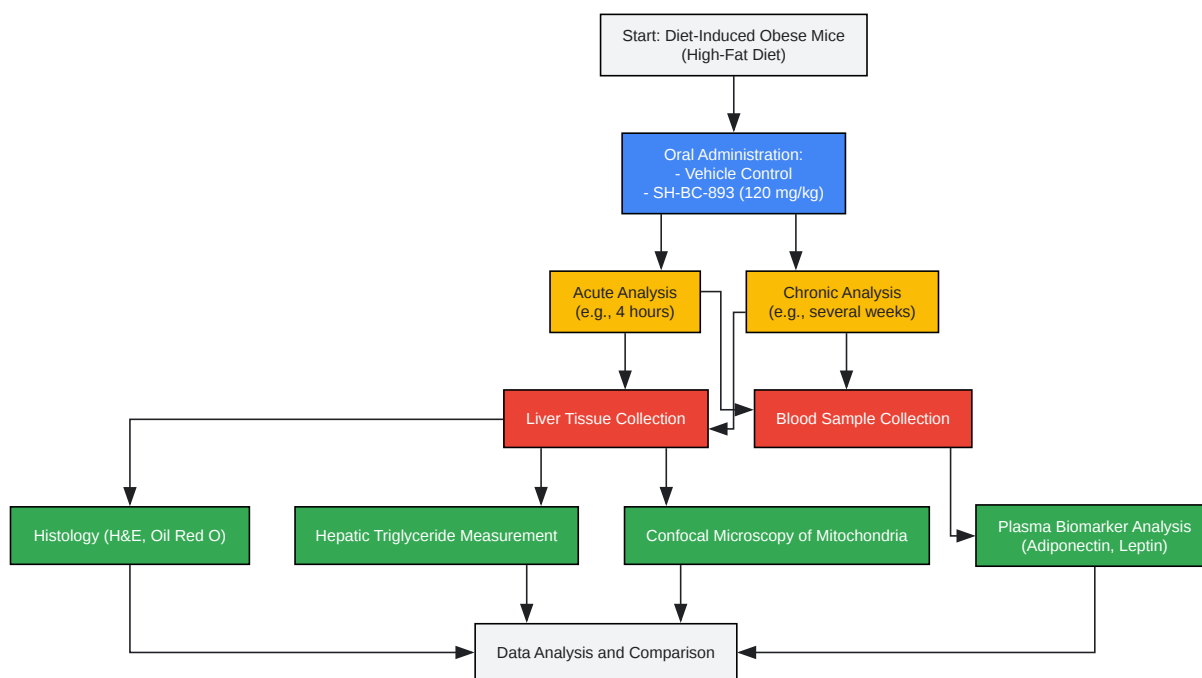 Start: Diet-Induced Obese Mice
(High-Fat Diet)
Oral Administration:
- Vehicle Control
- SH-BC-893 (120 mg/kg)
Acute Analysis
(e.g., 4 hours)
Chronic Analysis
(e.g., several weeks)
Liver Tissue Collection
Blood Sample Collection
Histology (H&E, Oil Red O)
Hepatic Triglyceride Measurement
Confocal Microscopy of Mitochondria
Plasma Biomarker Analysis
(Adiponectin, Leptin)
Data Analysis and Comparison